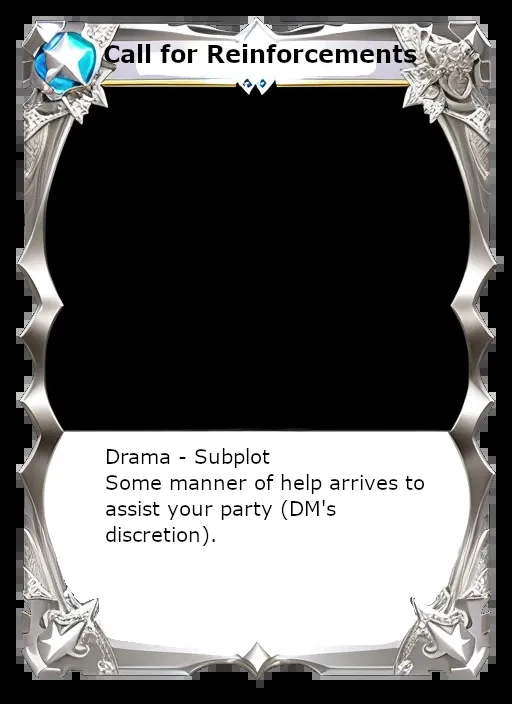 Call for Reinforcements
Drama - Subplot
Some manner of help arrives to
assist your party (DM's
discretion).